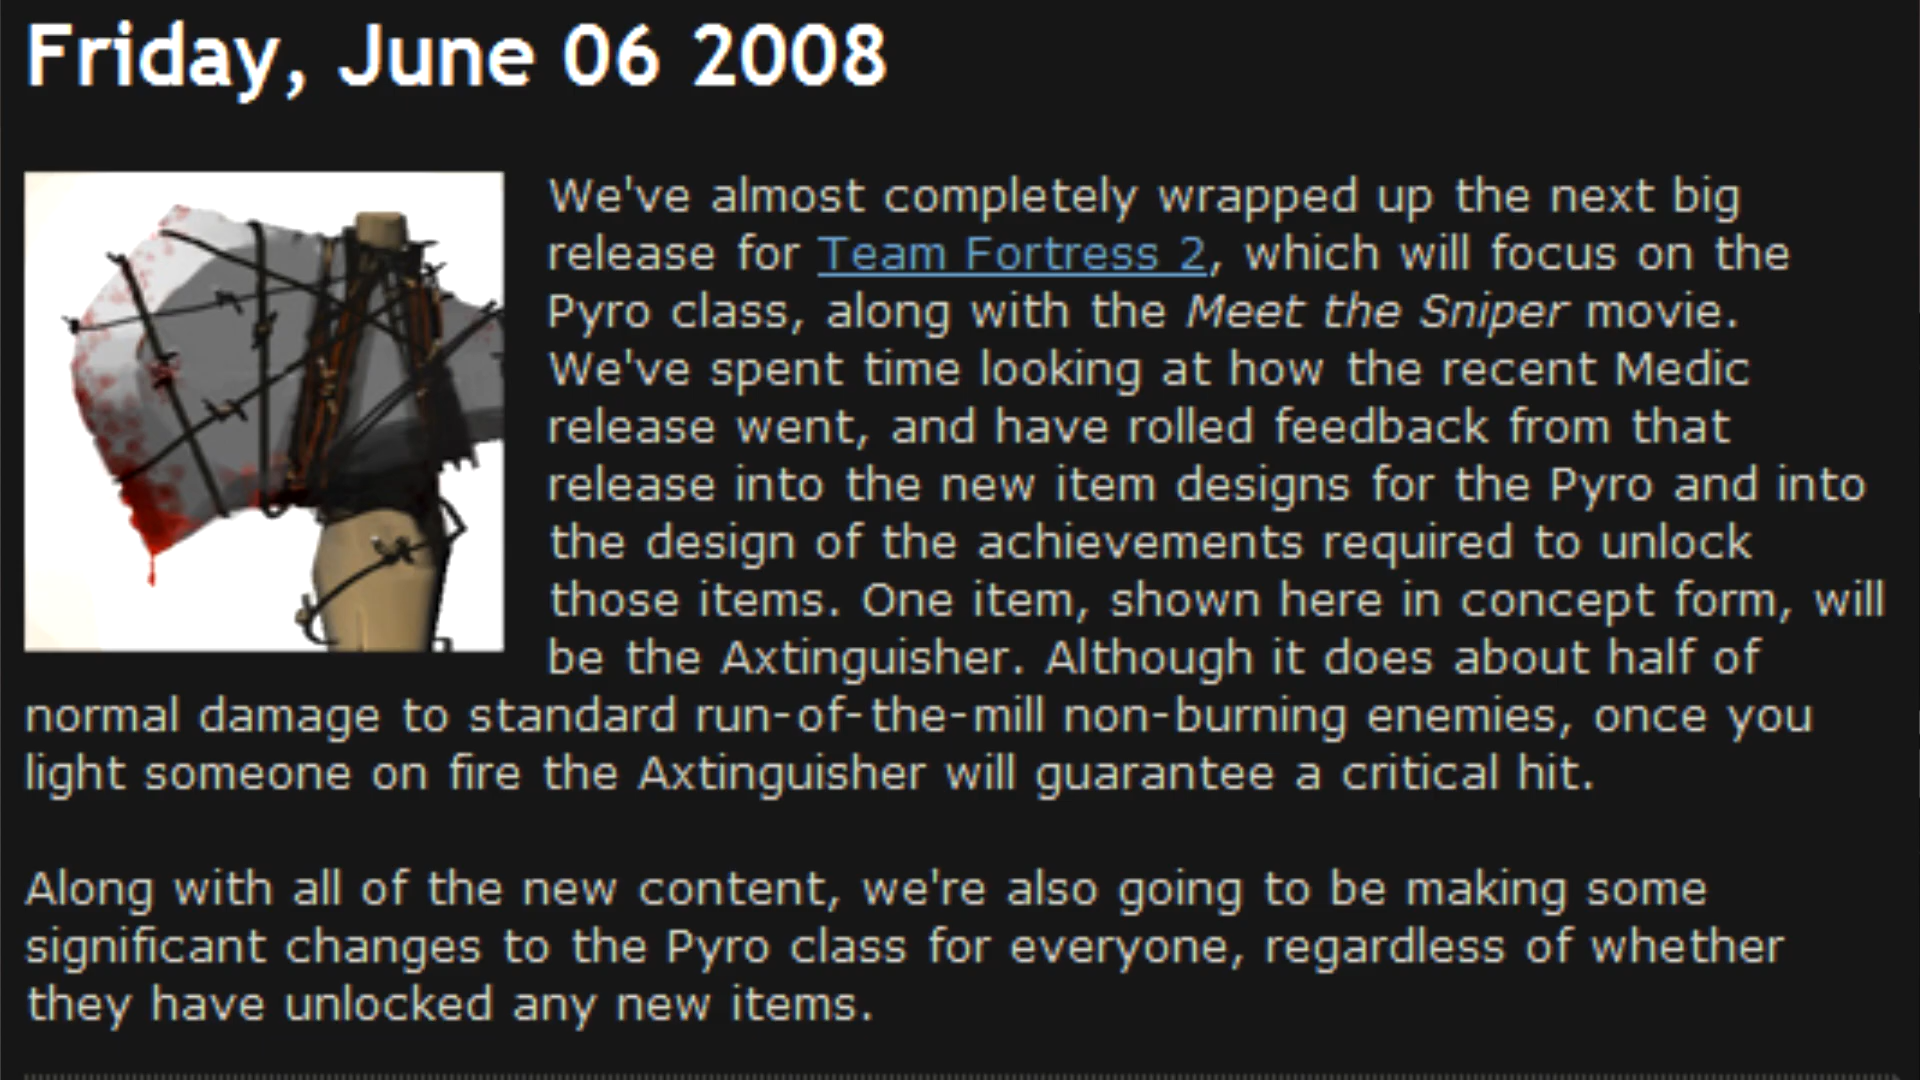 Friday, June 06 2008
We've almost completely wrapped up the next big
release for Team Fortress 2, which will focus on the
Pyro class, along with the Meet the Sniper movie.
We've spent time looking at how the recent Medic
release went, and have rolled feedback from that
release into the new item designs for the Pyro and into
the design of the achievements required to unlock
those items. One item, shown here in concept form, will
be the Axtinguisher. Although it does about half of
normal damage to standard run-of-the-mill non-burning enemies, once you
light someone on fire the Axtinguisher will guarantee a critical hit.
Along with all of the new content, we're also going to be making some
significant changes to the Pyro class for everyone, regardless of whether
they have unlocked any new items.